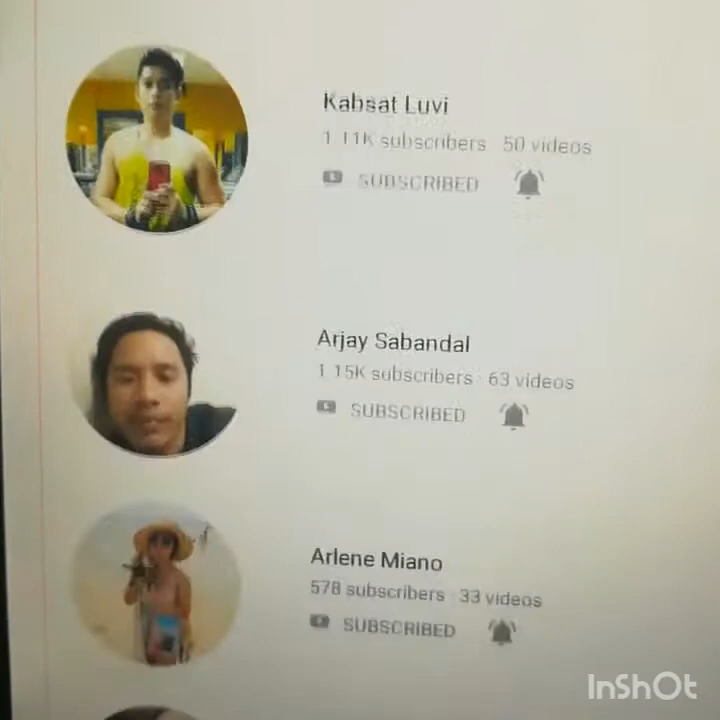 Kabsat Luvi
1.11K subscribers · 50 videos
SUBSCRIBED
Arjay Sabandal
1.15K subscribers · 63 videos
SUBSCRIBED
Arlene Miano
578 subscribers · 33 videos
SUBSCRIBED
InShOt